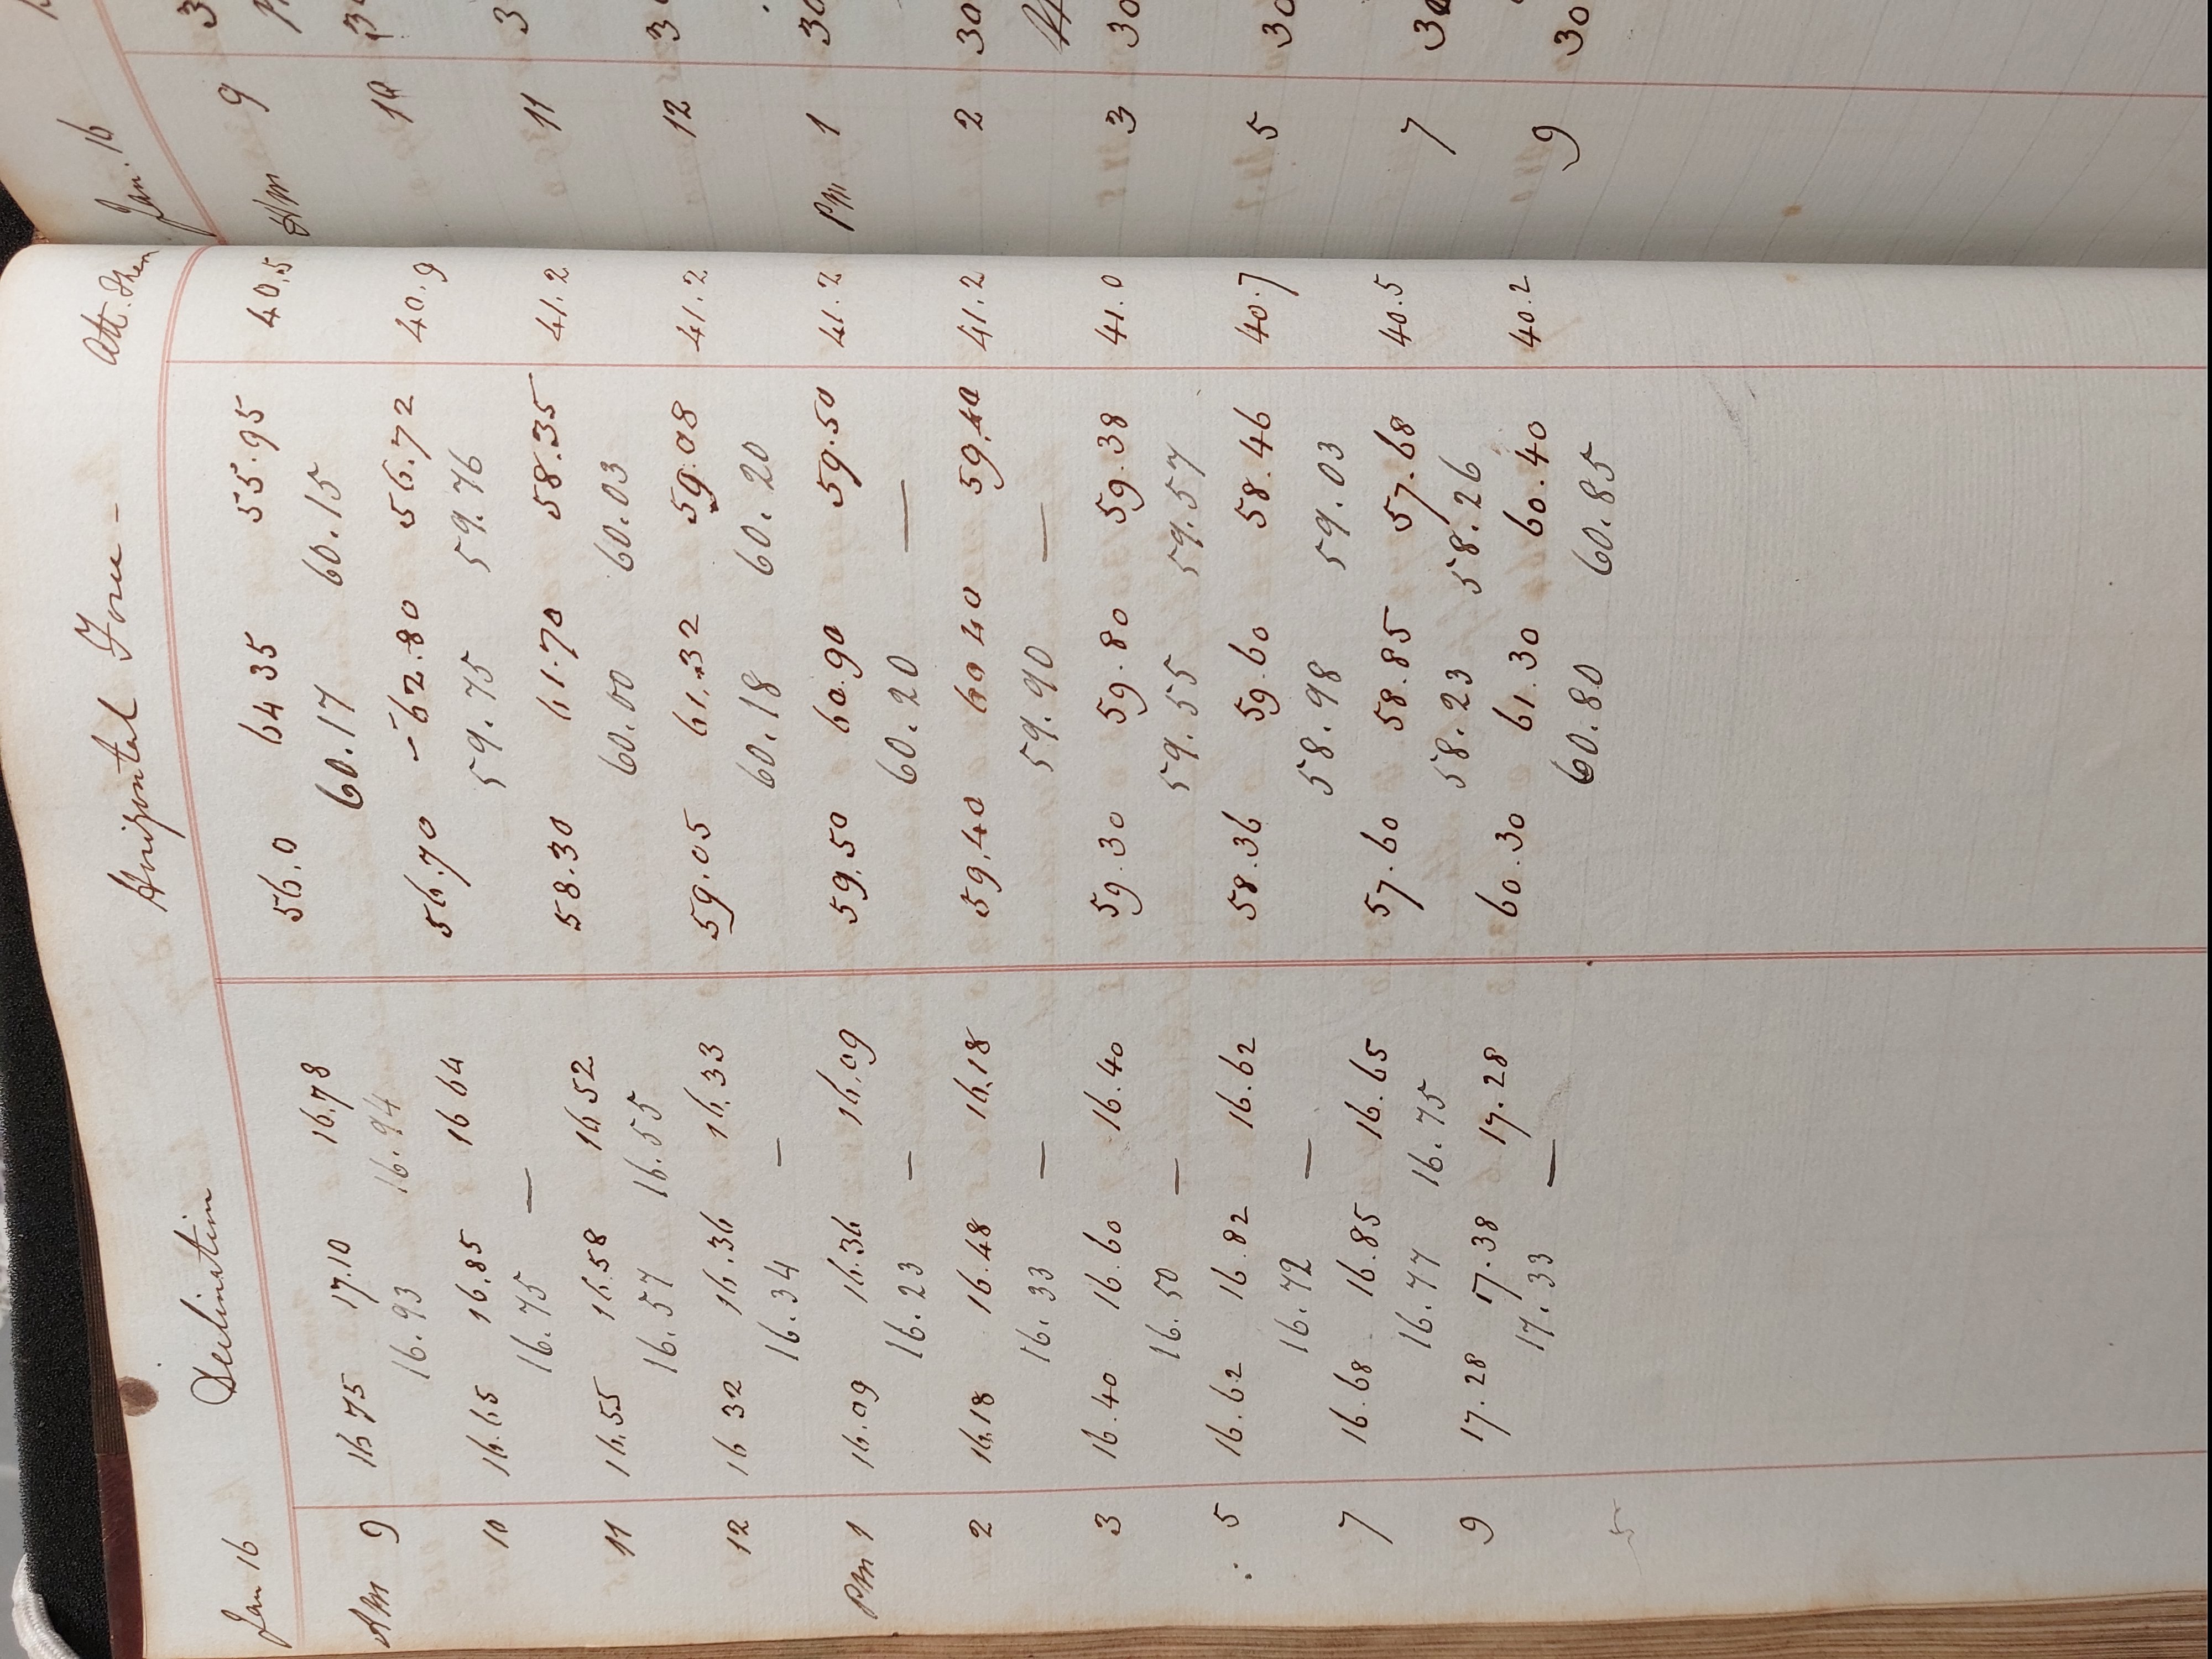 Horizontal Force - Att. Therm
Jan 16 Declination
Am 9 16 75 17.10 16.78 56.0 64 35 55.95 40.5
16.93 16.94 60.17 60.15
10 16.65 16.85 16 64 56.70 - 62.80 56.72 40.9
16.75 — 59.75 59.76
11 16.55 16.58 16 52 58.30 61.70 58.35 41.2
16.57 16.55 60.00 60.03
12 16 32 16.36 16.33 59.05 61.32 59.08 41.2
16.34 — 60.18 60.20
Pm 1 16.09 16.36 16.09 59.50 60.90 59.50 41.2
16.23 — 60.20 —
2 16.18 16.48 16.18 59.40 60 40 59.40 41.2
16.33 — 59.90 —
3 16.40 16.60 16.40 59.30 59.80 59.38 41.0
16.50 — 59.55 59.57
5 16.62 16.82 16.62 58.36 59.60 58.46 40.7
16.72 — 58.98 59.03
7 16.68 16.85 16.65 57.60 58.85 57.68 40.5
16.77 16.75 58.23 58.26
9 17.28 17.38 17.28 60.30 61.30 60.40 40.2
17.33 — 60.80 60.85
5
Jan. 16
Am 9 3
10 3
11 3
12 3
Pm 1 30
2 30
3 30
5 30
7 30
9 30